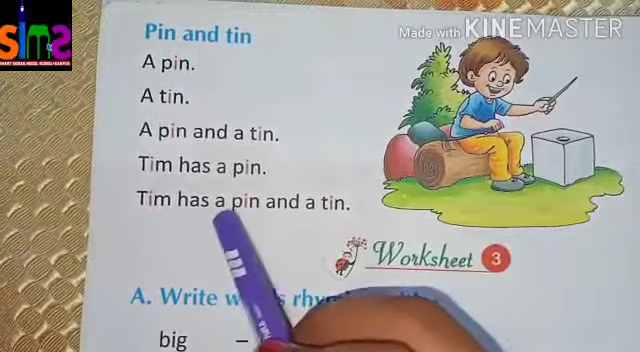 Made with KINEMASTER
sims
Pin and tin
A pin.
A tin.
A pin and a tin.
Tim has a pin.
Tim has a pin and a tin.
Worksheet 3
A. Write
big –